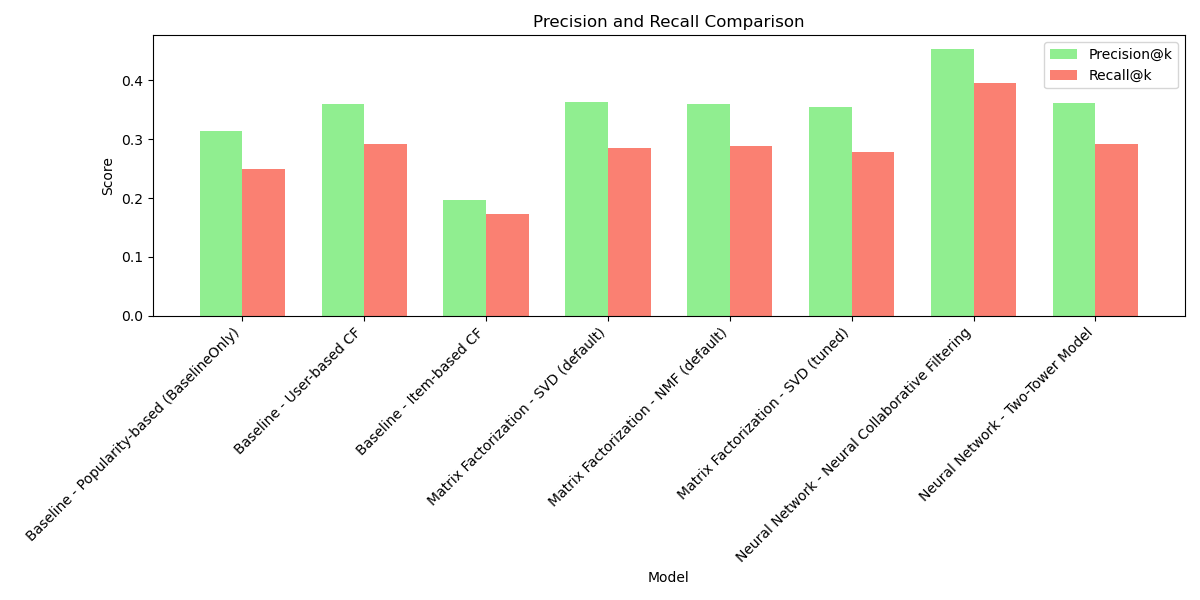 Precision and Recall Comparison
Precision@k
Recall@k
Score
0.4
0.3
0.2
0.1
0.0
Baseline - Popularity-based (BaselineOnly)
Baseline - User-based CF
Baseline - Item-based CF
Matrix Factorization - SVD (default)
Matrix Factorization - NMF (default)
Matrix Factorization - SVD (tuned)
Neural Network - Neural Collaborative Filtering
Neural Network - Two-Tower Model
Model